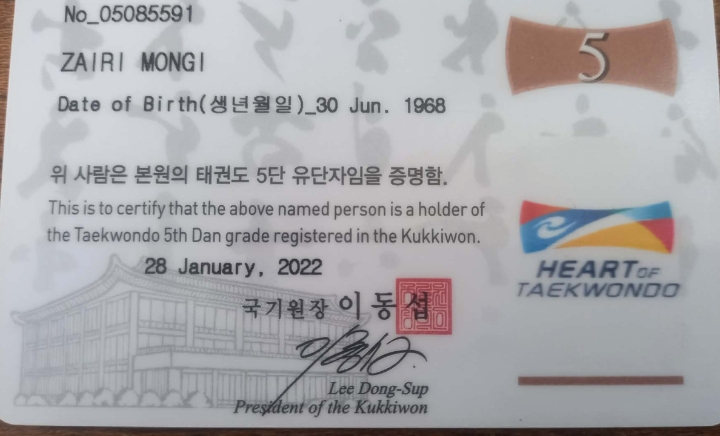 No_05085591
ZAIRI MONGI
Date of Birth(생년월일)_30 Jun. 1968
5
위 사람은 본원의 태권도 5단 유단자임을 증명함.
This is to certify that the above named person is a holder of
the Taekwondo 5th Dan grade registered in the Kukkiwon.
28 January, 2022
국기원장 이동섭
Lee Dong-Sup
President of the Kukkiwon
HEART OF
TAEKWONDO